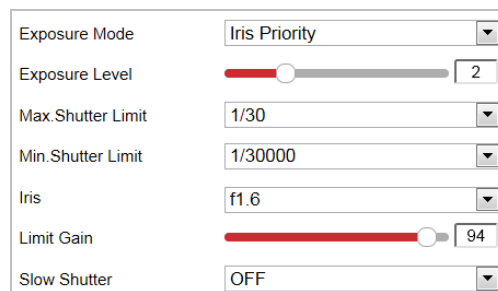 Exposure Mode Iris Priority
Exposure Level 2
Max.Shutter Limit 1/30
Min.Shutter Limit 1/30000
Iris f1.6
Limit Gain 94
Slow Shutter OFF